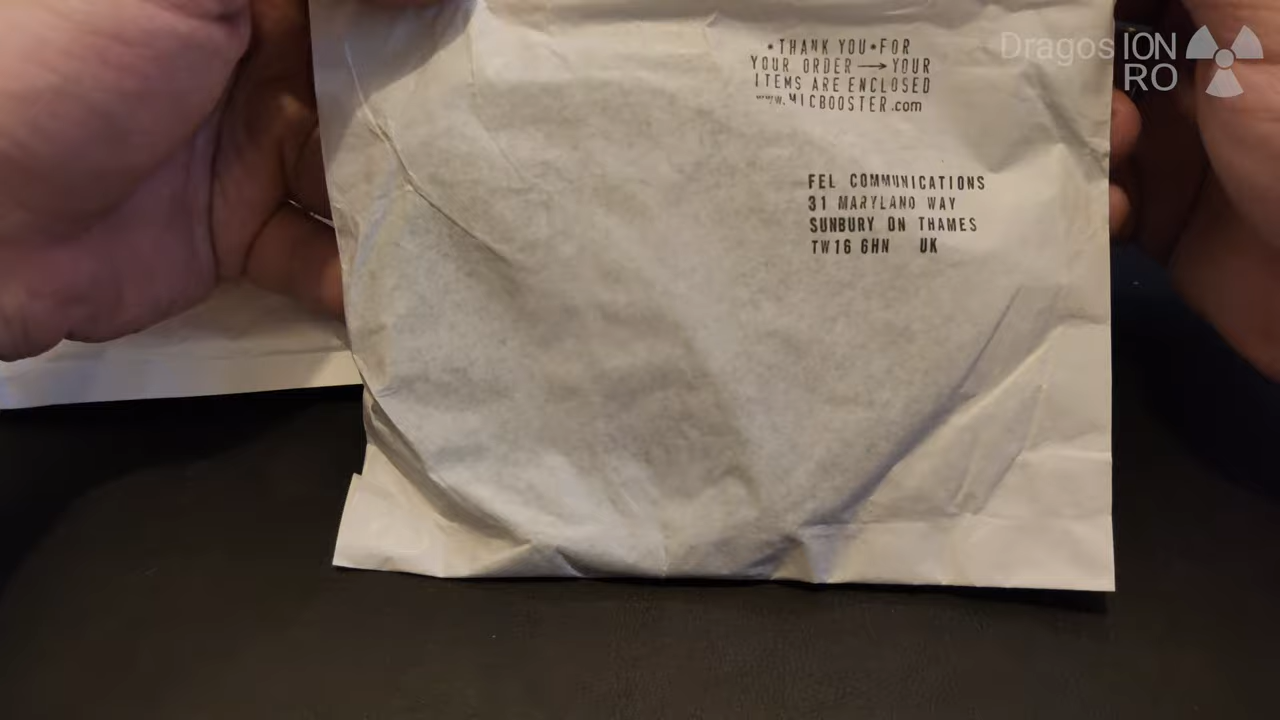 *THANK YOU*FOR
YOUR ORDER → YOUR
ITEMS ARE ENCLOSED
www.MICBOOSTER.com
FEL COMMUNICATIONS
31 MARYLAND WAY
SUNBURY ON THAMES
TW16 6HN UK
Dragos ION
RO